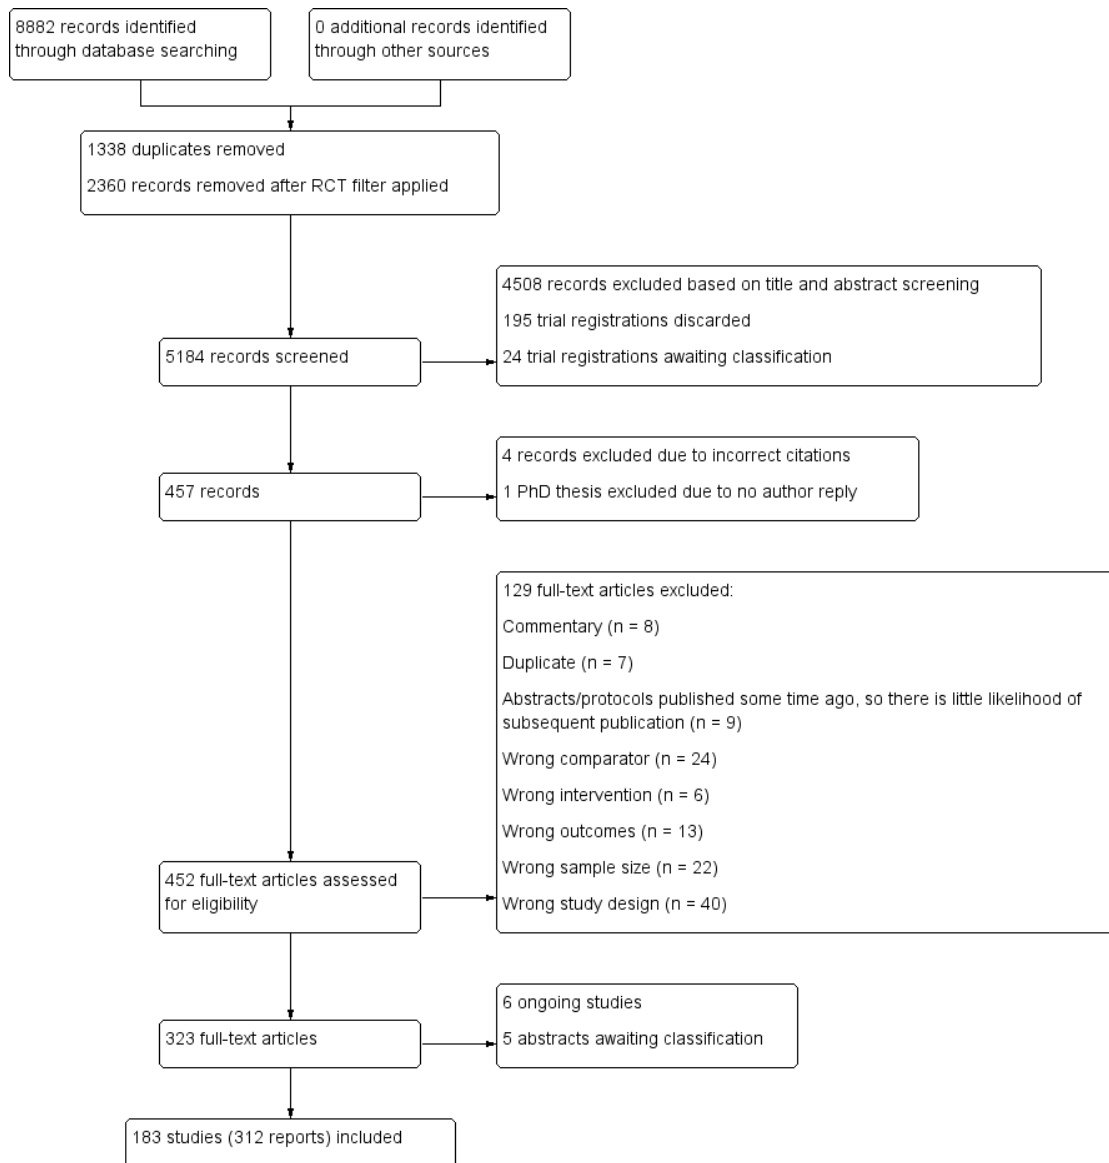 8882 records identified
through database searching
0 additional records identified
through other sources
1338 duplicates removed
2360 records removed after RCT filter applied
4508 records excluded based on title and abstract screening
195 trial registrations discarded
24 trial registrations awaiting classification
5184 records screened
4 records excluded due to incorrect citations
1 PhD thesis excluded due to no author reply
457 records
129 full-text articles excluded:
Commentary (n = 8)
Duplicate (n = 7)
Abstracts/protocols published some time ago, so there is little likelihood of
subsequent publication (n = 9)
Wrong comparator (n = 24)
Wrong intervention (n = 6)
Wrong outcomes (n = 13)
Wrong sample size (n = 22)
Wrong study design (n = 40)
452 full-text articles assessed
for eligibility
6 ongoing studies
5 abstracts awaiting classification
323 full-text articles
183 studies (312 reports) included